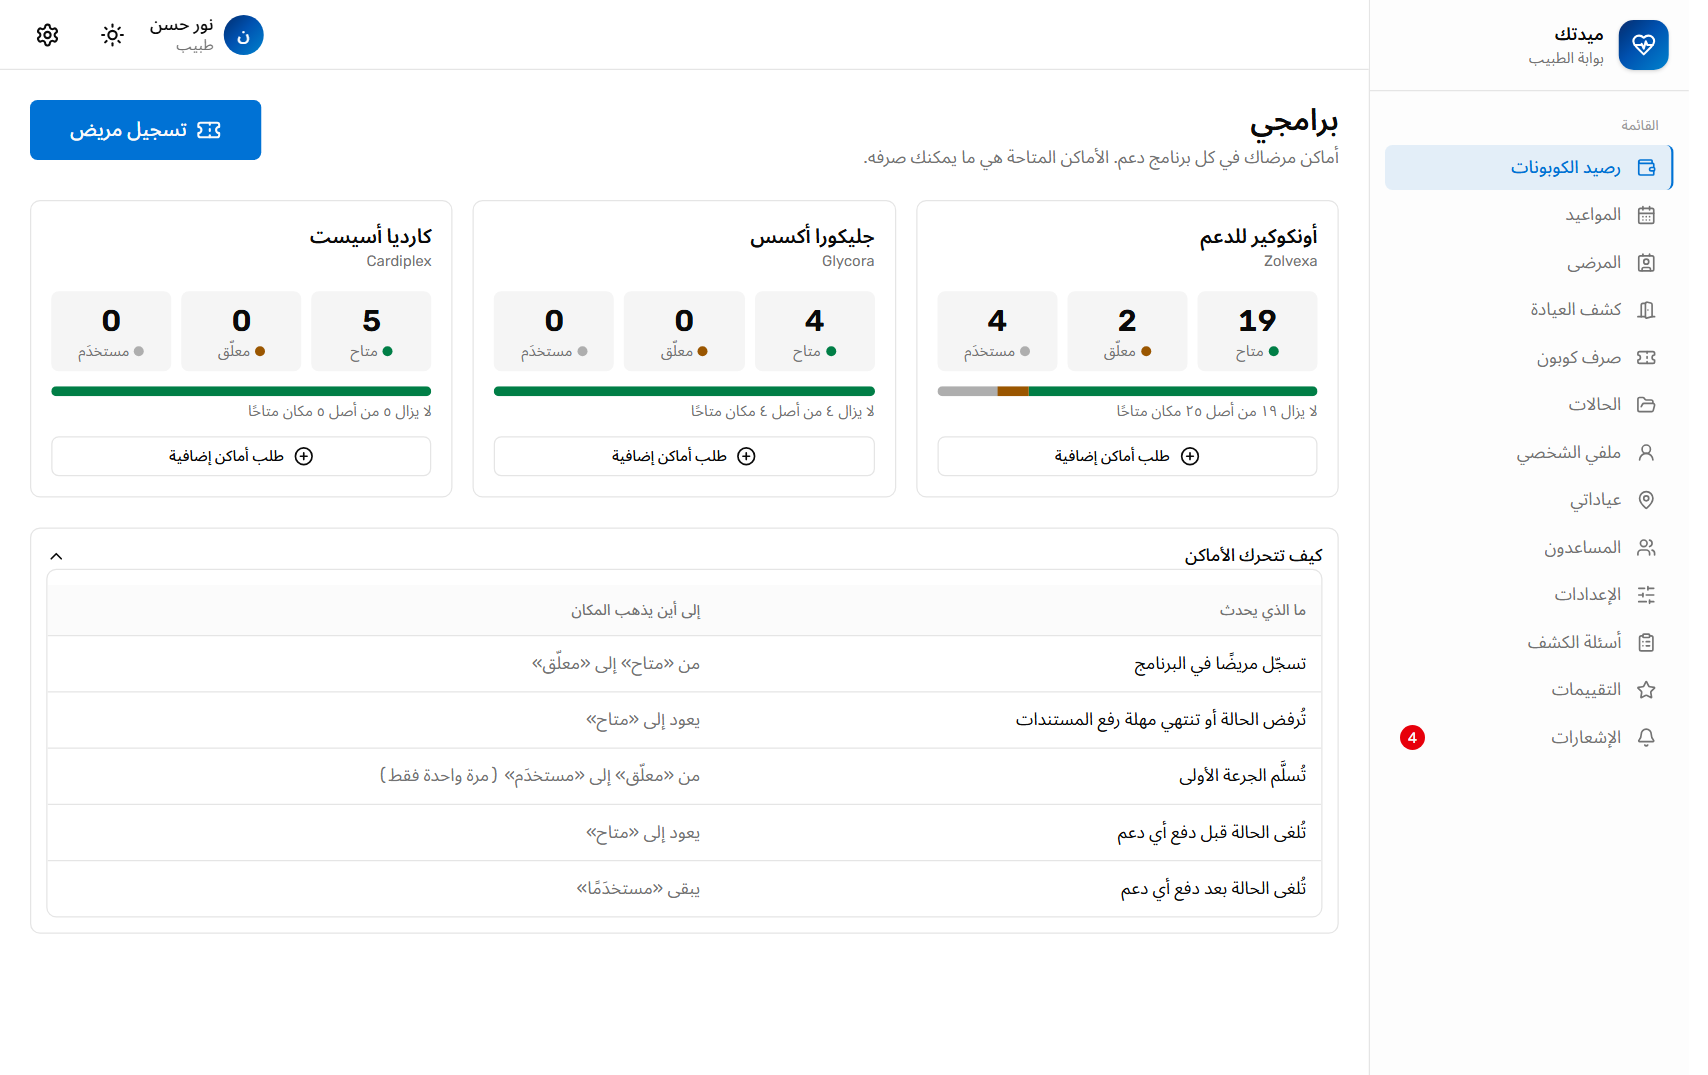 ميدتك
بوابة الطبيب
القائمة
رصيد الكوبونات
المواعيد
المرضى
كشف العيادة
صرف كوبون
الحالات
ملفي الشخصي
عياداتي
المساعدون
الإعدادات
أسئلة الكشف
التقييمات
الإشعارات
4
ن
نور حسن
طبيب
برامجي
أماكن مرضاك في كل برنامج دعم. الأماكن المتاحة هي ما يمكنك صرفه.
تسجيل مريض
أونكوكير للدعم
Zolvexa
19
متاح
2
معلّق
4
مستخدَم
لا يزال ١٩ من أصل ٢٥ مكان متاحًا
طلب أماكن إضافية
جليكورا أكسس
Glycora
4
متاح
0
معلّق
0
مستخدَم
لا يزال ٤ من أصل ٤ مكان متاحًا
طلب أماكن إضافية
كارديا أسيست
Cardiplex
5
متاح
0
معلّق
0
مستخدَم
لا يزال ٥ من أصل ٥ مكان متاحًا
طلب أماكن إضافية
كيف تتحرك الأماكن
ما الذي يحدث
إلى أين يذهب المكان
تسجّل مريضًا في البرنامج
من «متاح» إلى «معلّق»
تُرفض الحالة أو تنتهي مهلة رفع المستندات
يعود إلى «متاح»
تُسلَّم الجرعة الأولى
من «معلّق» إلى «مستخدَم» (مرة واحدة فقط)
تُلغى الحالة قبل دفع أي دعم
يعود إلى «متاح»
تُلغى الحالة بعد دفع أي دعم
يبقى «مستخدَمًا»